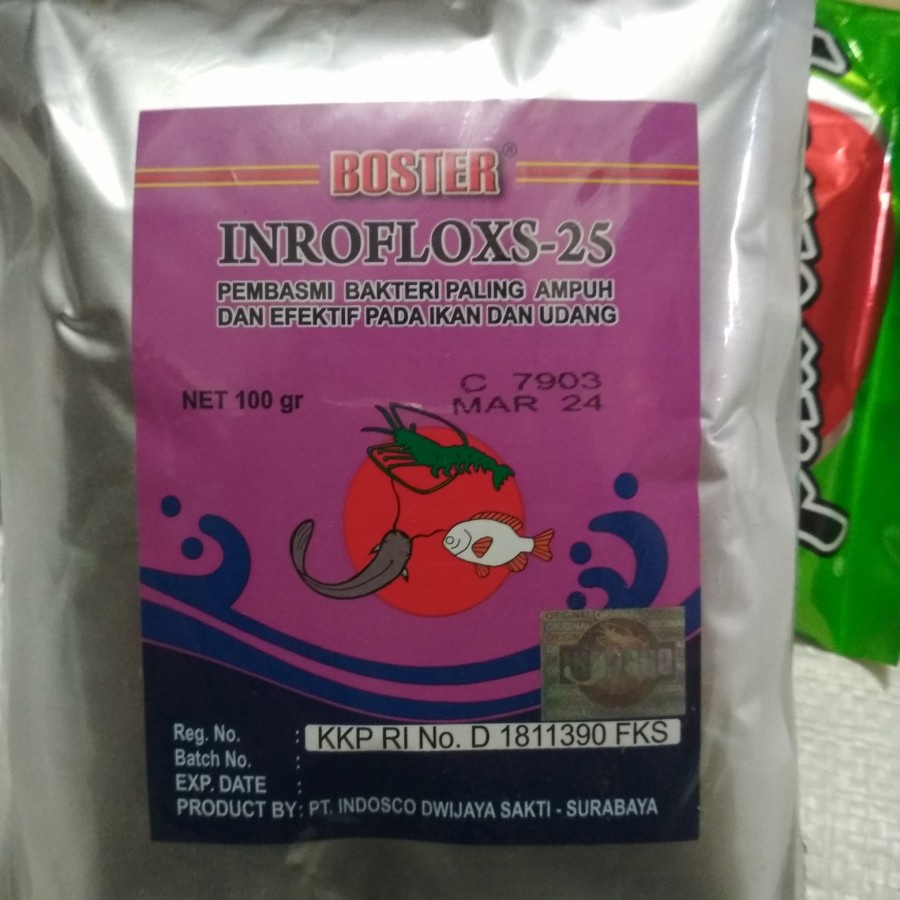 BOSTER®
INROFLOXS-25
PEMBASMI BAKTERI PALING AMPUH
DAN EFEKTIF PADA IKAN DAN UDANG
NET 100 gr
C 7903
MAR 24
ORIGINAL
Reg. No. : KKP RI No. D 1811390 FKS
Batch No. :
EXP. DATE :
PRODUCT BY : PT. INDOSCO DWIJAYA SAKTI - SURABAYA